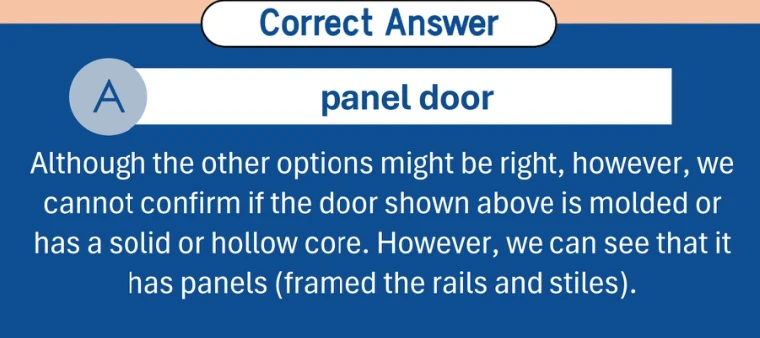 Correct Answer
A
panel door
Although the other options might be right, however, we
cannot confirm if the door shown above is molded or
has a solid or hollow core. However, we can see that it
has panels (framed the rails and stiles).